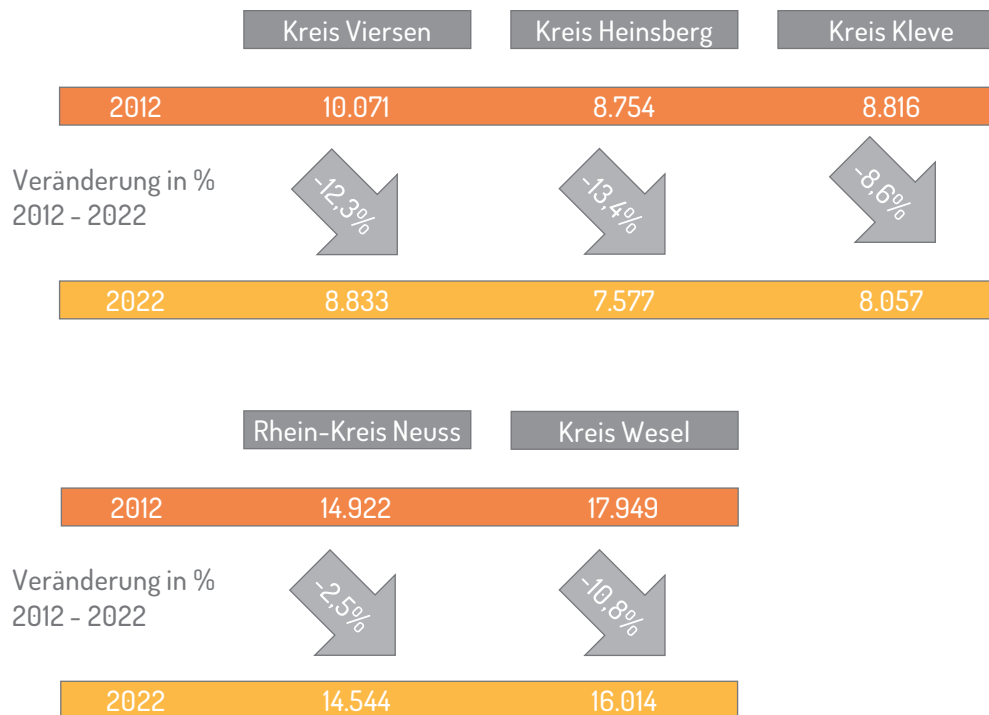 Kreis Viersen Kreis Heinsberg Kreis Kleve
2012 10.071 8.754 8.816
Veränderung in %
2012 - 2022
-12,3% -13,4% -8,6%
2022 8.833 7.577 8.057
Rhein-Kreis Neuss Kreis Wesel
2012 14.922 17.949
Veränderung in %
2012 - 2022
-2,5% -10,8%
2022 14.544 16.014